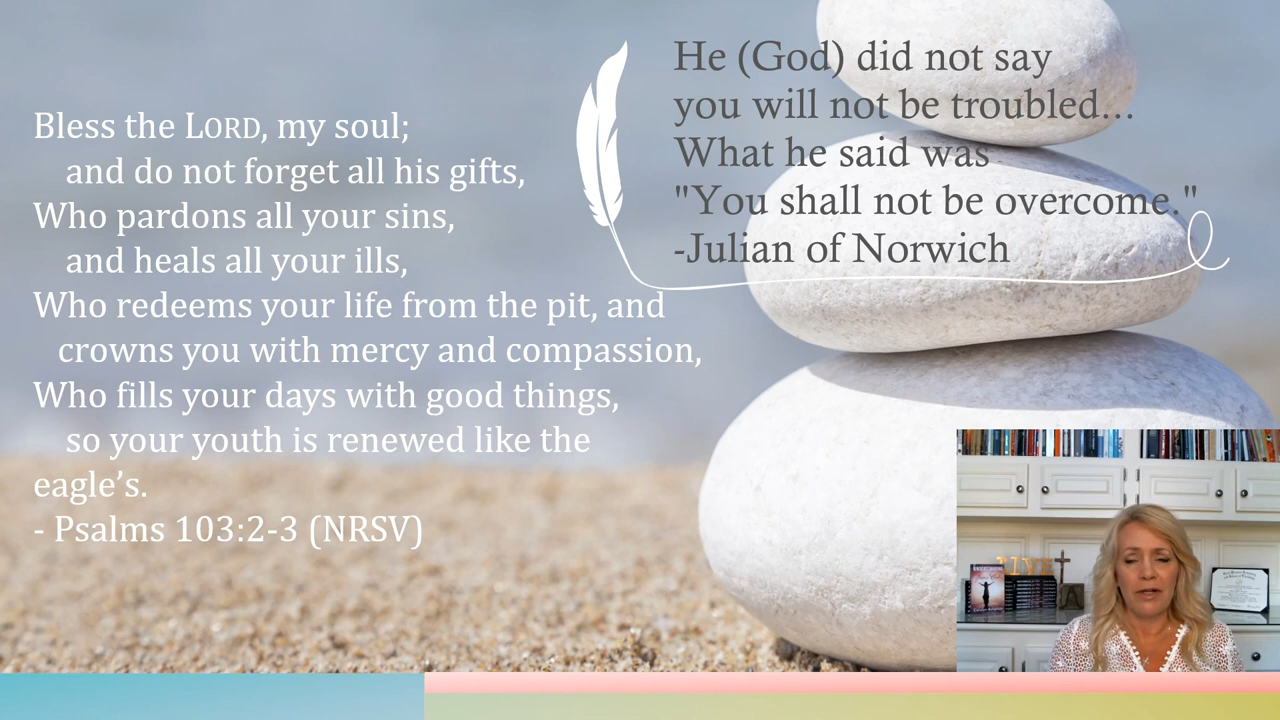 Bless the LORD, my soul;
and do not forget all his gifts,
Who pardons all your sins,
and heals all your ills,
Who redeems your life from the pit, and
crowns you with mercy and compassion,
Who fills your days with good things,
so your youth is renewed like the
eagle’s.
- Psalms 103:2-3 (NRSV)
He (God) did not say
you will not be troubled...
What he said was
"You shall not be overcome."
-Julian of Norwich